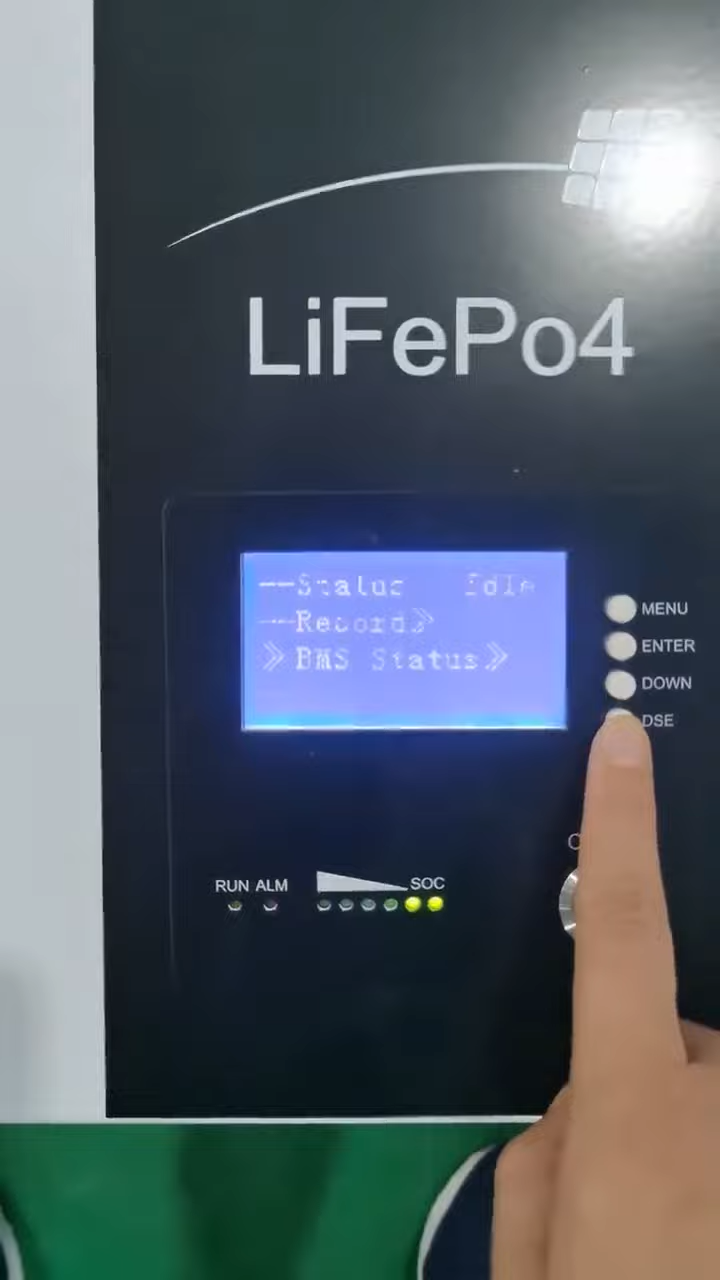 LiFePo4
--Status Idle
--Record»
» BMS Status»
MENU
ENTER
DOWN
DSE
RUN ALM SOC